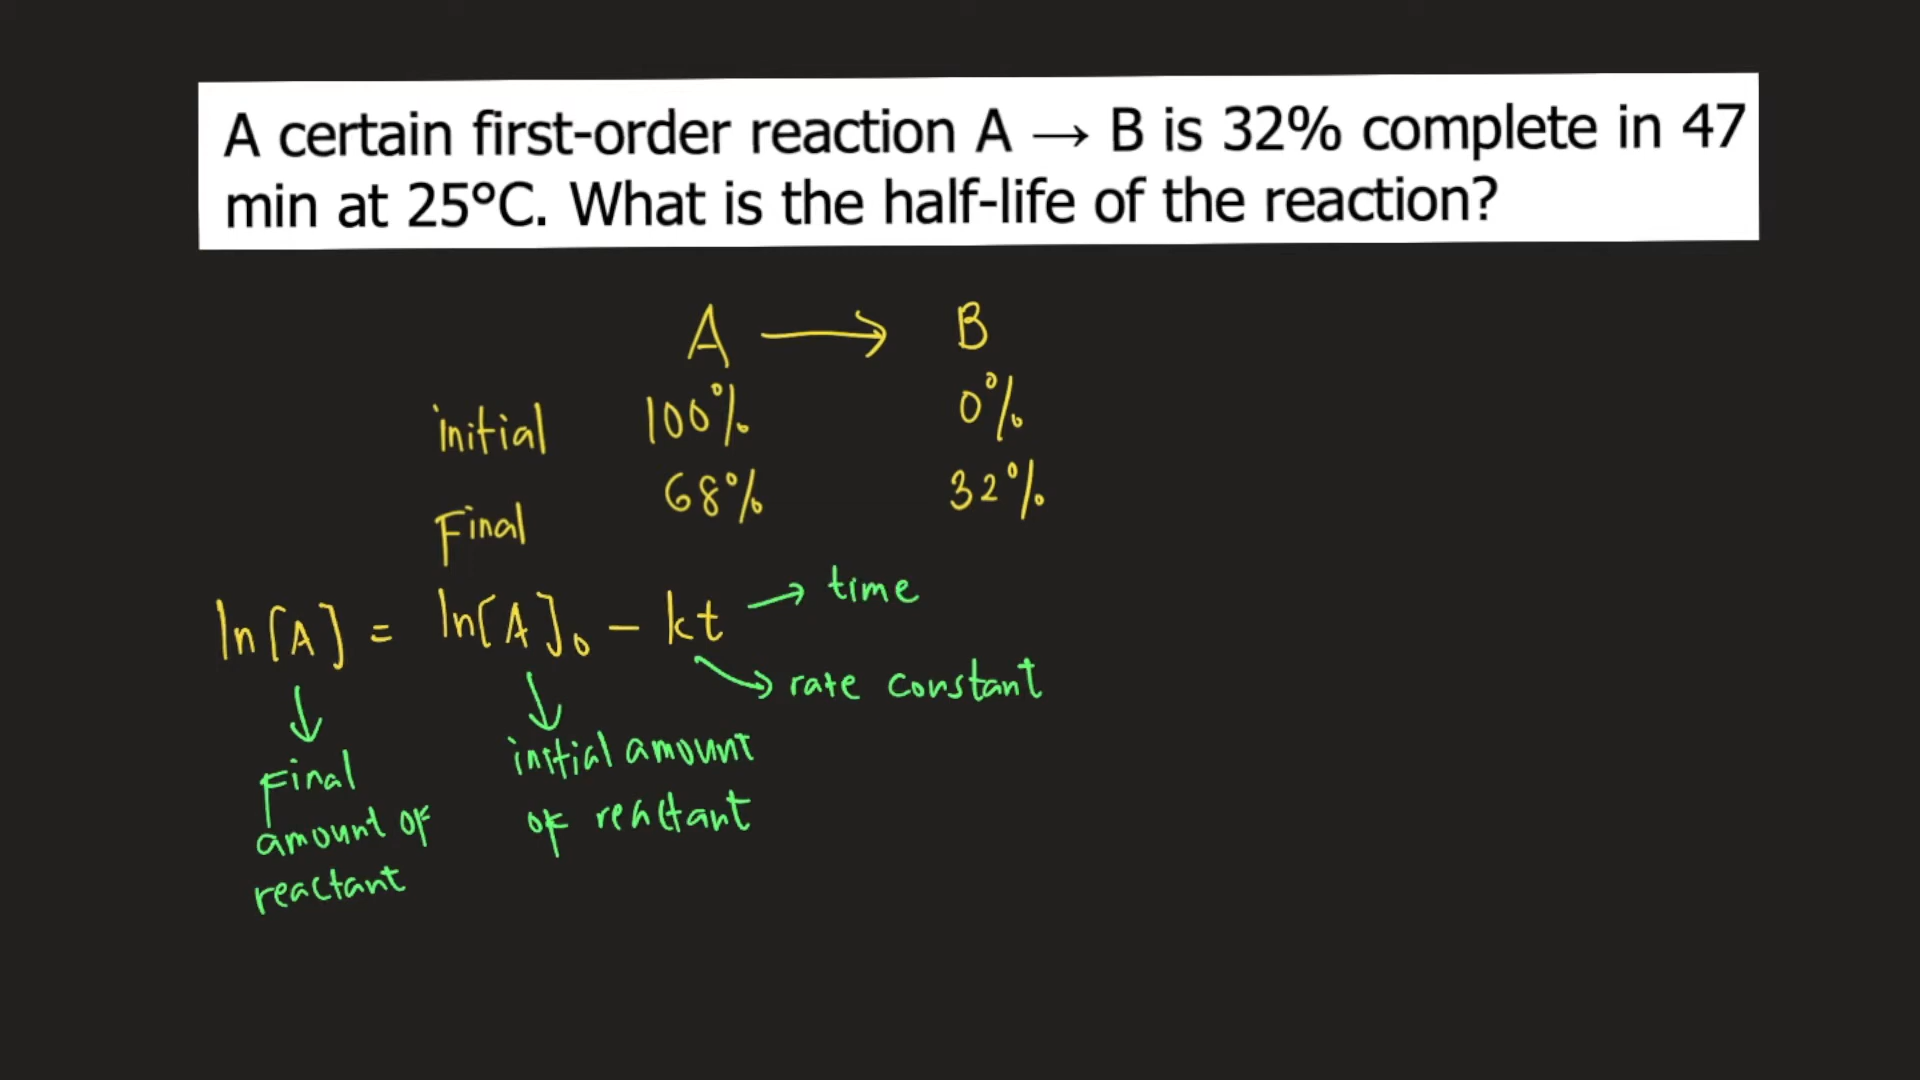 A certain first-order reaction A → B is 32% complete in 47
min at 25°C. What is the half-life of the reaction?
A → B
initial 100% 0%
Final 68% 32%
ln[A] = ln[A]₀ − kt → time
→ rate constant
Final
amount of
reactant
initial amount
of reactant